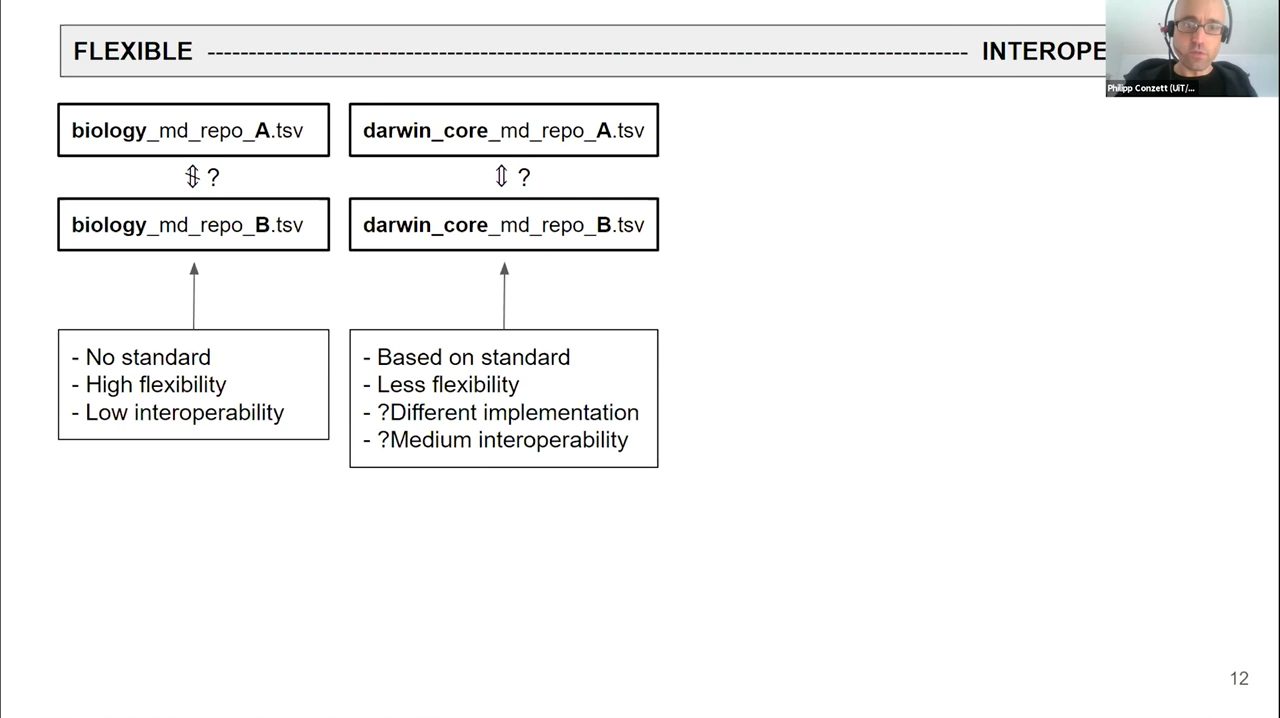 FLEXIBLE ---------------------------------------------------------------------------------------------- INTEROPE
Philipp Conzett (UiT/...
biology_md_repo_A.tsv
darwin_core_md_repo_A.tsv
?
?
biology_md_repo_B.tsv
darwin_core_md_repo_B.tsv
- No standard
- High flexibility
- Low interoperability
- Based on standard
- Less flexibility
- ?Different implementation
- ?Medium interoperability
12